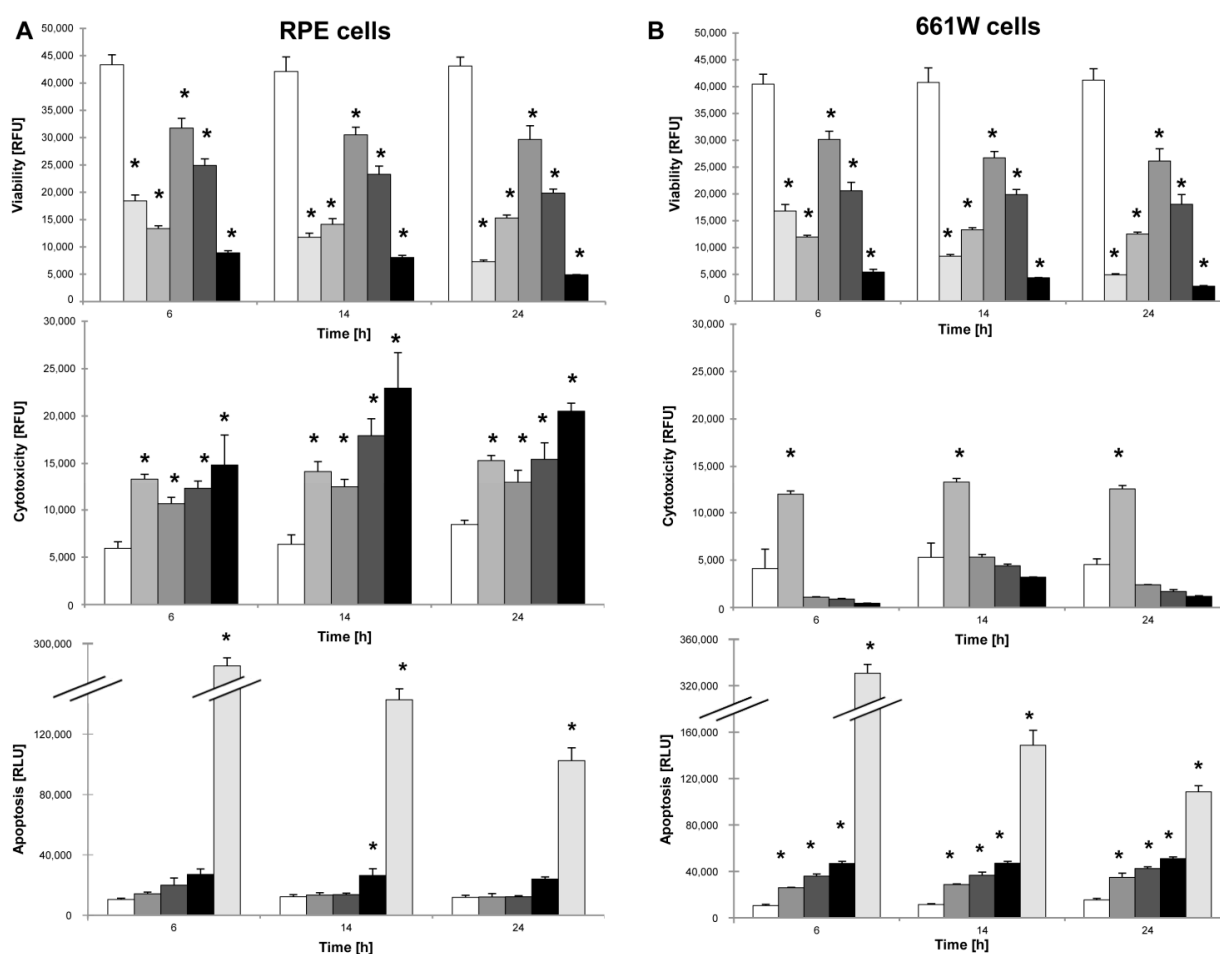 A
RPE cells
Viability [RFU]
50,000
45,000
40,000
35,000
30,000
25,000
20,000
15,000
10,000
5,000
0
* * * * *
* * * * *
* * * * *
6 14 24
Time [h]
Cytotoxicity [RFU]
30,000
25,000
20,000
15,000
10,000
5,000
0
* * * *
* * * *
* * * *
6 14 24
Time [h]
Apoptosis [RLU]
300,000
120,000
80,000
40,000
0
*
* *
*
6 14 24
Time [h]
B
661W cells
Viability [RFU]
50,000
45,000
40,000
35,000
30,000
25,000
20,000
15,000
10,000
5,000
0
* * * * *
* * * * *
* * * * *
6 14 24
Time [h]
Cytotoxicity [RFU]
30,000
25,000
20,000
15,000
10,000
5,000
0
* * *
6 14 24
Time [h]
Apoptosis [RLU]
360,000
320,000
160,000
120,000
80,000
40,000
0
* * * *
* * * *
* * * *
6 14 24
Time [h]